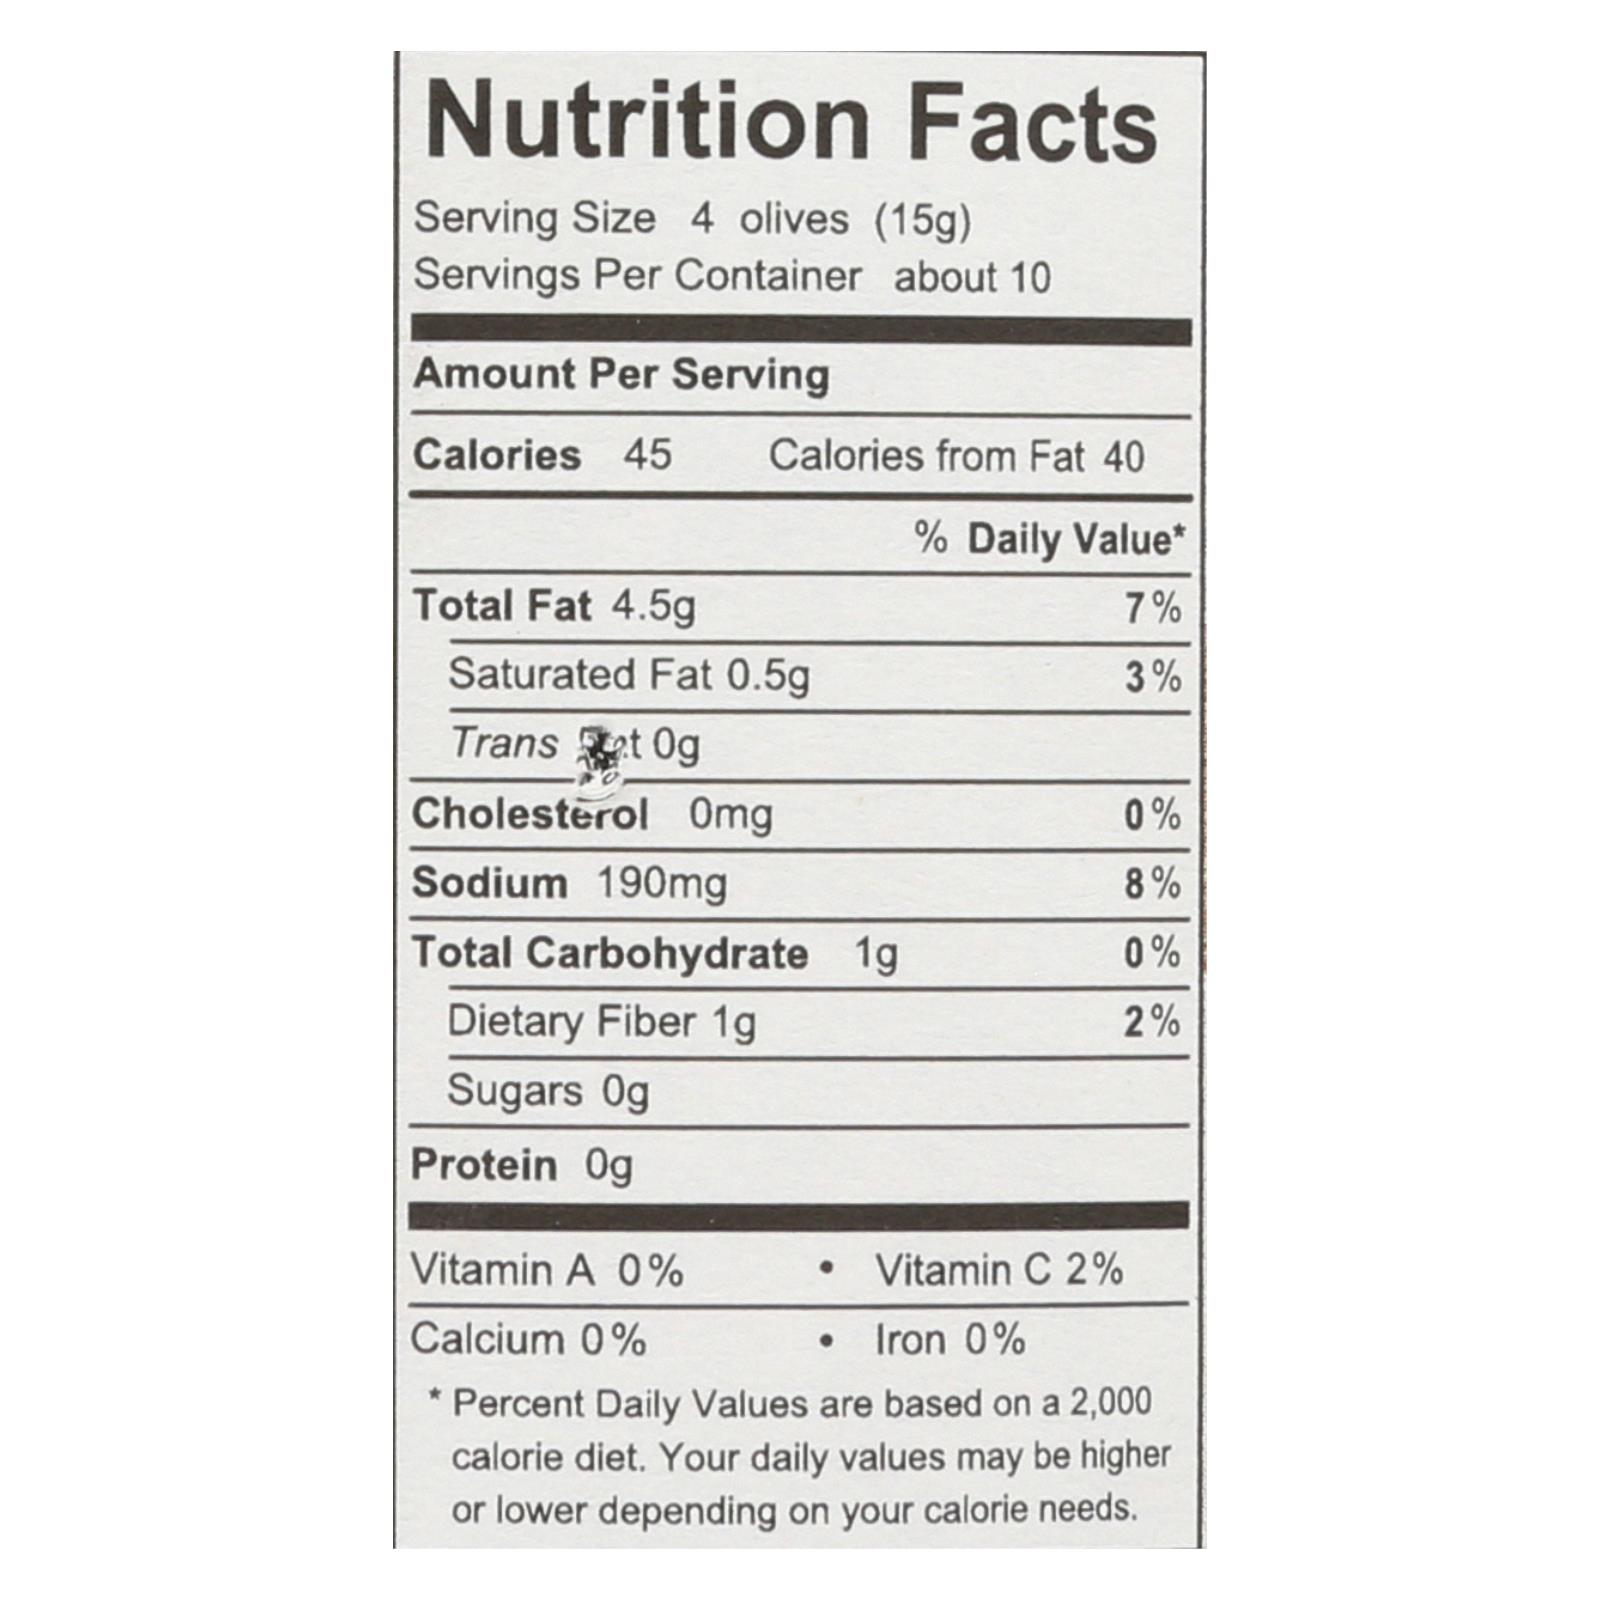 Nutrition Facts
Serving Size 4 olives (15g)
Servings Per Container about 10
Amount Per Serving
Calories 45 Calories from Fat 40
% Daily Value*
Total Fat 4.5g 7%
Saturated Fat 0.5g 3%
Trans 0g
Cholesterol 0mg 0%
Sodium 190mg 8%
Total Carbohydrate 1g 0%
Dietary Fiber 1g 2%
Sugars 0g
Protein 0g
Vitamin A 0% • Vitamin C 2%
Calcium 0% • Iron 0%
* Percent Daily Values are based on a 2,000
calorie diet. Your daily values may be higher
or lower depending on your calorie needs.